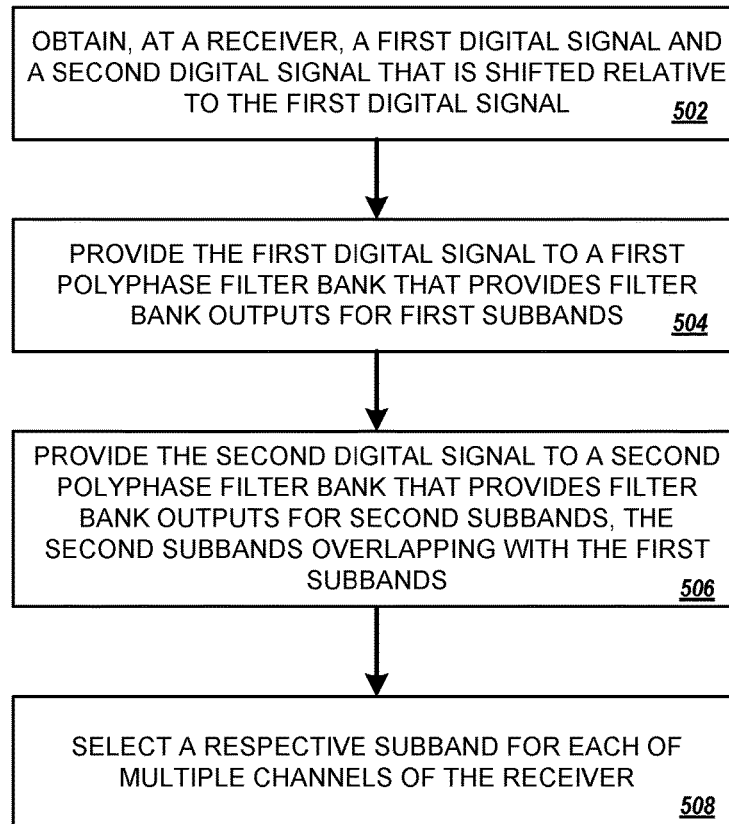 OBTAIN, AT A RECEIVER, A FIRST DIGITAL SIGNAL AND
A SECOND DIGITAL SIGNAL THAT IS SHIFTED RELATIVE
TO THE FIRST DIGITAL SIGNAL
502
PROVIDE THE FIRST DIGITAL SIGNAL TO A FIRST
POLYPHASE FILTER BANK THAT PROVIDES FILTER
BANK OUTPUTS FOR FIRST SUBBANDS
504
PROVIDE THE SECOND DIGITAL SIGNAL TO A SECOND
POLYPHASE FILTER BANK THAT PROVIDES FILTER
BANK OUTPUTS FOR SECOND SUBBANDS, THE
SECOND SUBBANDS OVERLAPPING WITH THE FIRST
SUBBANDS
506
SELECT A RESPECTIVE SUBBAND FOR EACH OF
MULTIPLE CHANNELS OF THE RECEIVER
508